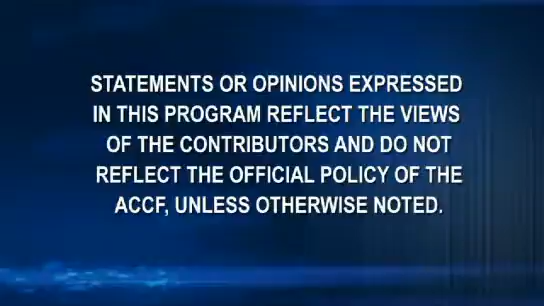 STATEMENTS OR OPINIONS EXPRESSED
IN THIS PROGRAM REFLECT THE VIEWS
OF THE CONTRIBUTORS AND DO NOT
REFLECT THE OFFICIAL POLICY OF THE
ACCF, UNLESS OTHERWISE NOTED.